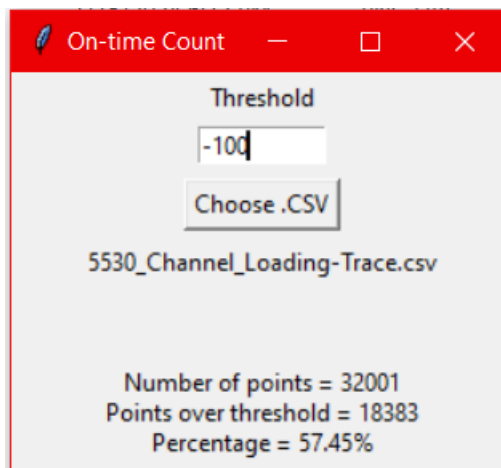 On-time Count
Threshold
-100
Choose .CSV
5530_Channel_Loading-Trace.csv
Number of points = 32001
Points over threshold = 18383
Percentage = 57.45%